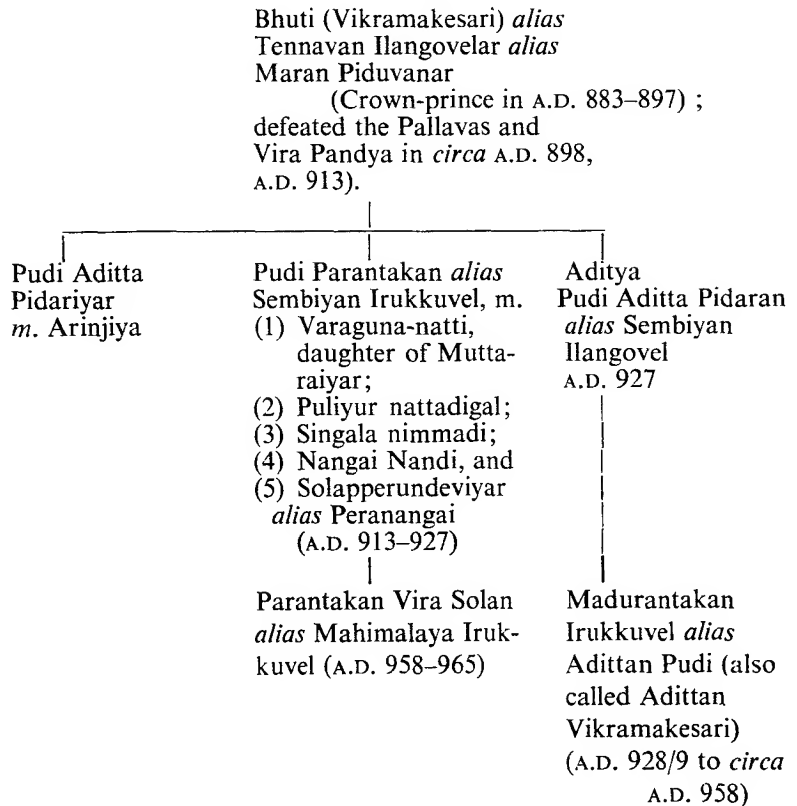 Bhuti (Vikramakesari) alias
Tennavan Ilangovelar alias
Maran Piduvanar
(Crown-prince in A.D. 883–897) ;
defeated the Pallavas and
Vira Pandya in circa A.D. 898,
A.D. 913).
Pudi Aditta
Pidariyar
m. Arinjiya
Pudi Parantakan alias
Sembiyan Irukkuvel, m.
(1) Varaguna-natti,
daughter of Mutta-
raiyar;
(2) Puliyur nattadigal;
(3) Singala nimmadi;
(4) Nangai Nandi, and
(5) Solapperundeviyar
alias Peranangai
(A.D. 913–927)
Aditya
Pudi Aditta Pidaran
alias Sembiyan
Ilangovel
A.D. 927
Parantakan Vira Solan
alias Mahimalaya Iruk-
kuvel (A.D. 958–965)
Madurantakan
Irukkuvel alias
Adittan Pudi (also
called Adittan
Vikramakesari)
(A.D. 928/9 to circa
A.D. 958)